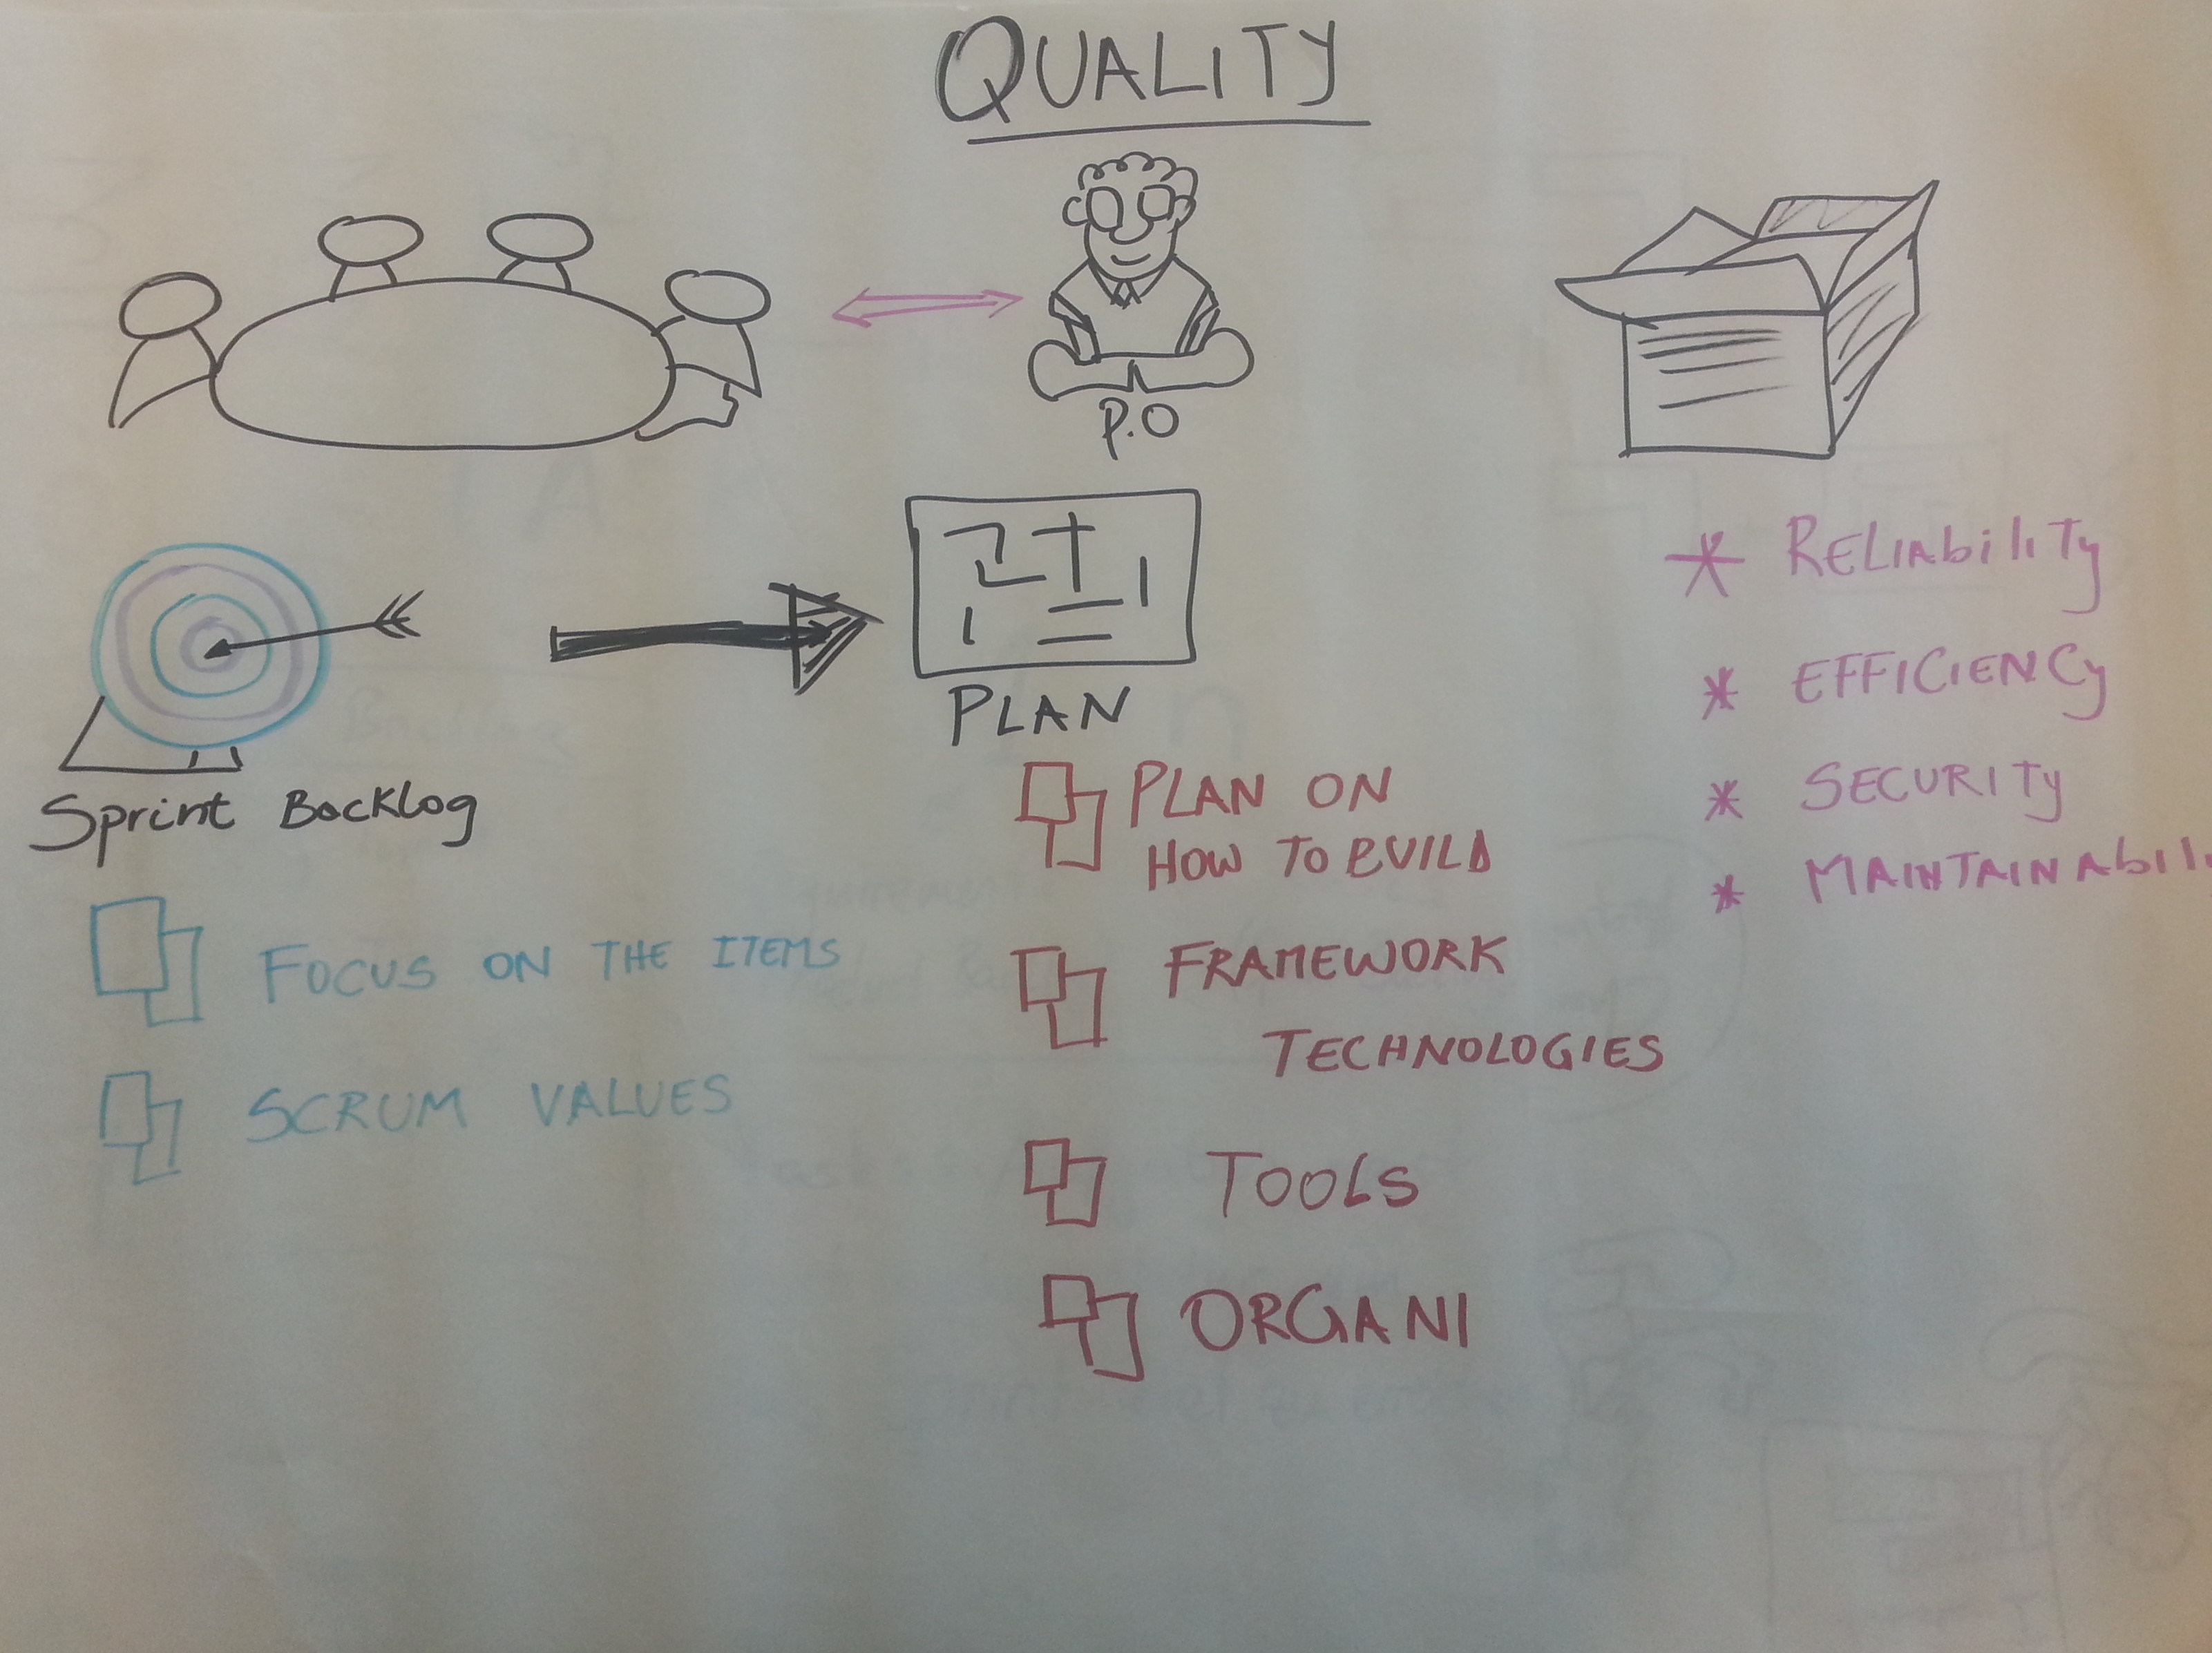 QUALITY
P.O
PLAN
Sprint Backlog
FOCUS ON THE ITEMS
SCRUM VALUES
PLAN ON
HOW TO BUILD
FRAMEWORK
TECHNOLOGIES
TOOLS
ORGANI
* RELIAbiliTy
* EFFICIENCy
* SECURITy
* MAINTAINAbil